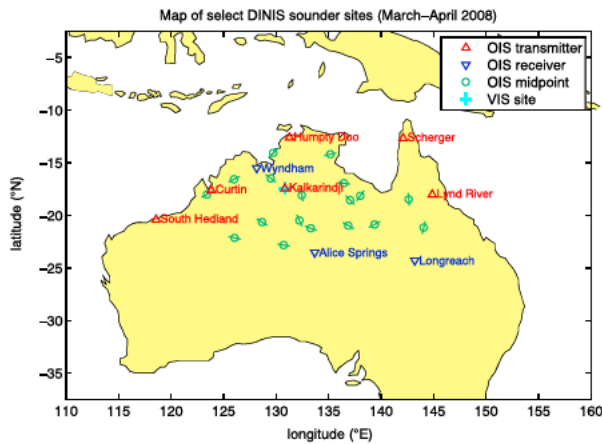 Map of select DINIS sounder sites (March–April 2008)
OIS transmitter
OIS receiver
OIS midpoint
VIS site
−5
−10
−15
−20
−25
−30
−35
latitude (°N)
Humpty Doo
Scherger
Wyndham
Curtin
Kalkarindji
Lynd River
South Hedland
Alice Springs
Longreach
110 115 120 125 130 135 140 145 150 155 160
longitude (°E)